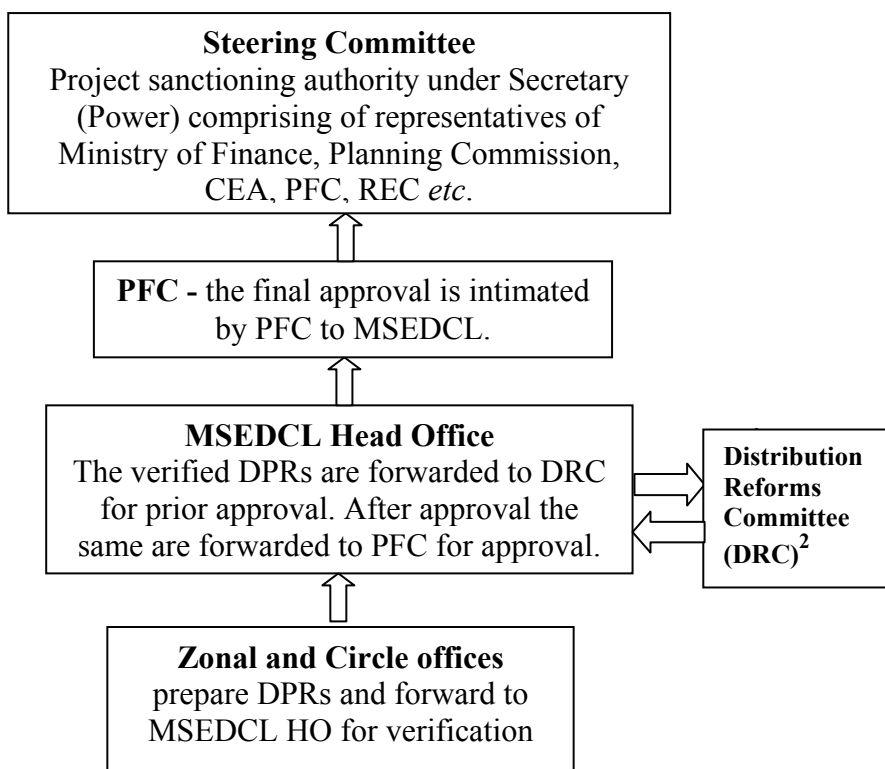 Steering Committee
Project sanctioning authority under Secretary
(Power) comprising of representatives of
Ministry of Finance, Planning Commission,
CEA, PFC, REC etc.
PFC - the final approval is intimated
by PFC to MSEDCL.
MSEDCL Head Office
The verified DPRs are forwarded to DRC
for prior approval. After approval the
same are forwarded to PFC for approval.
Distribution
Reforms
Committee
(DRC)2
Zonal and Circle offices
prepare DPRs and forward to
MSEDCL HO for verification